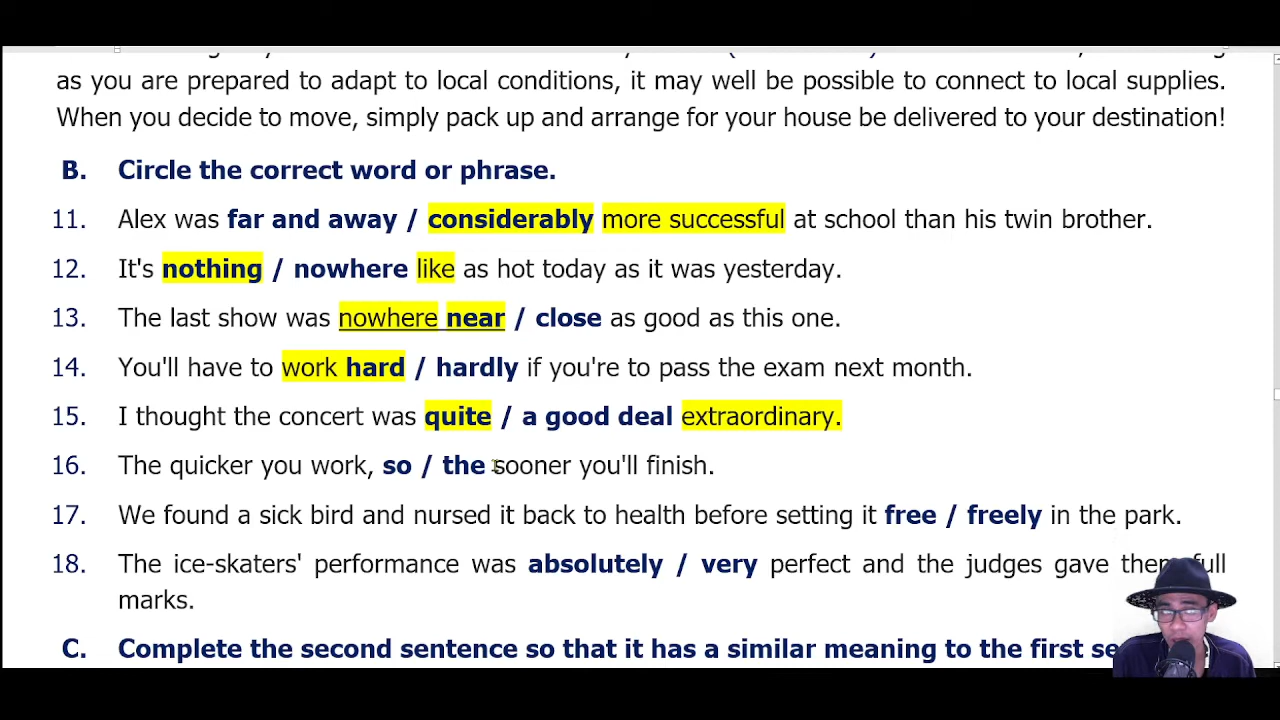 as you are prepared to adapt to local conditions, it may well be possible to connect to local supplies.
When you decide to move, simply pack up and arrange for your house be delivered to your destination!
B. Circle the correct word or phrase.
11. Alex was far and away / considerably more successful at school than his twin brother.
12. It's nothing / nowhere like as hot today as it was yesterday.
13. The last show was nowhere near / close as good as this one.
14. You'll have to work hard / hardly if you're to pass the exam next month.
15. I thought the concert was quite / a good deal extraordinary.
16. The quicker you work, so / the sooner you'll finish.
17. We found a sick bird and nursed it back to health before setting it free / freely in the park.
18. The ice-skaters' performance was absolutely / very perfect and the judges gave them full
marks.
C. Complete the second sentence so that it has a similar meaning to the first